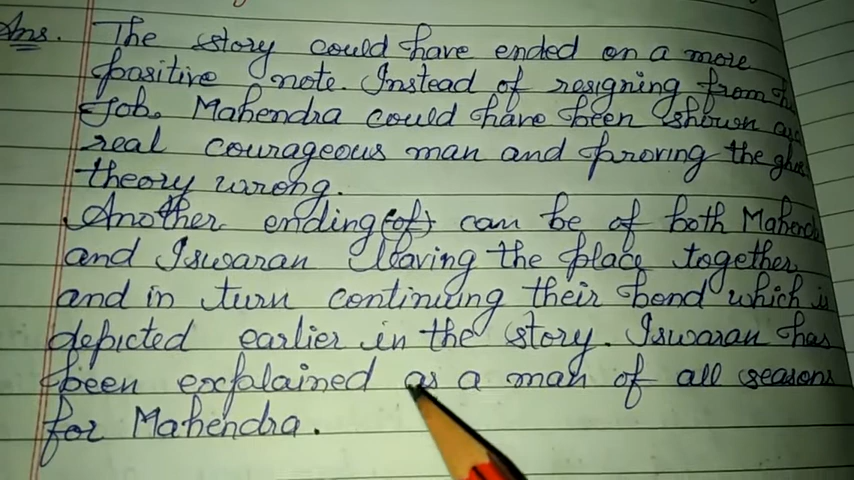 Ans. The story could have ended on a more
positive note. Instead of resigning from
Job. Mahendra could have been shown as
real courageous man and proving the
theory wrong.
Another ending (of) can be of both
and Iswaran leaving the place together
and in turn continuing their bond which is
depicted earlier in the story. Iswaran has
been explained as a man of all seasons
for Mahendra.